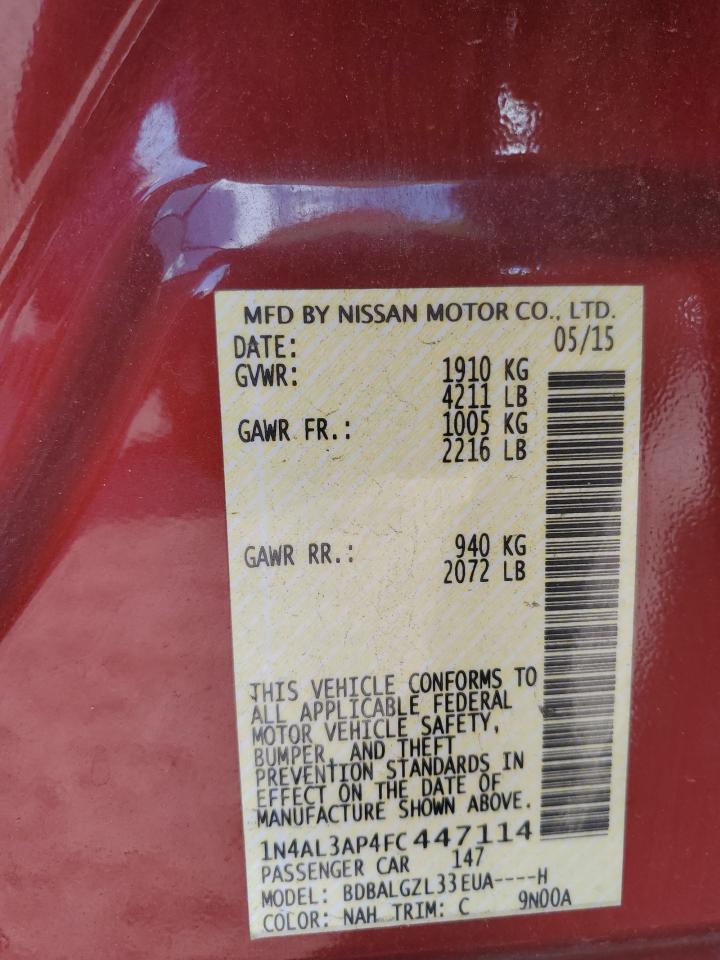 MFD BY NISSAN MOTOR CO., LTD.
DATE: 05/15
GVWR: 1910 KG
4211 LB
GAWR FR.: 1005 KG
2216 LB
GAWR RR.: 940 KG
2072 LB
THIS VEHICLE CONFORMS TO
ALL APPLICABLE FEDERAL
MOTOR VEHICLE SAFETY,
BUMPER, AND THEFT
PREVENTION STANDARDS IN
EFFECT ON THE DATE OF
MANUFACTURE SHOWN ABOVE.
1N4AL3AP4FC447114
PASSENGER CAR 147
MODEL: BDBALGZL33EUA----H
COLOR: NAH TRIM: C 9N00A